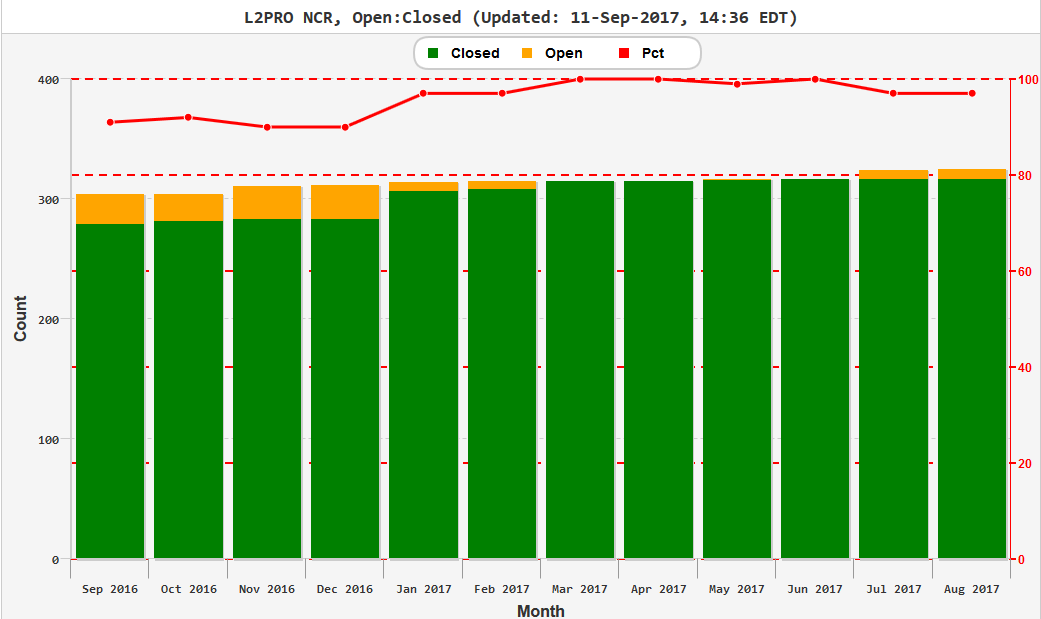 L2PRO NCR, Open:Closed (Updated: 11-Sep-2017, 14:36 EDT)
Closed Open Pct
400 100
80
300
60
200
40
100
20
0 0
Count
Sep 2016 Oct 2016 Nov 2016 Dec 2016 Jan 2017 Feb 2017 Mar 2017 Apr 2017 May 2017 Jun 2017 Jul 2017 Aug 2017
Month